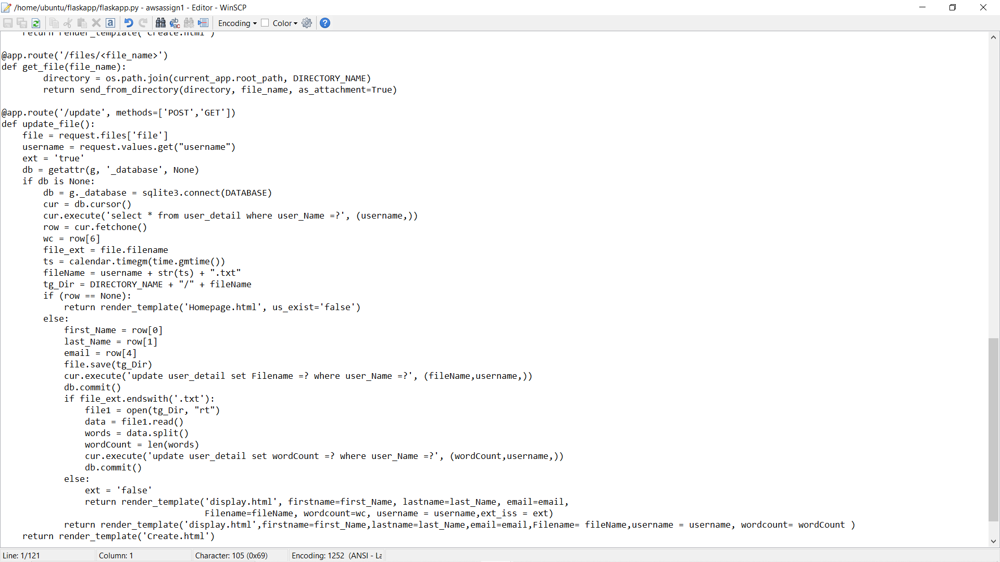 /home/ubuntu/flaskapp/flaskapp.py - awsassign1 - Editor - WinSCP
Encoding Color
    return render_template('Create.html')

@app.route('/files/<file_name>')
def get_file(file_name):
        directory = os.path.join(current_app.root_path, DIRECTORY_NAME)
        return send_from_directory(directory, file_name, as_attachment=True)

@app.route('/update', methods=['POST','GET'])
def update_file():
    file = request.files['file']
    username = request.values.get("username")
    ext = 'true'
    db = getattr(g, '_database', None)
    if db is None:
        db = g._database = sqlite3.connect(DATABASE)
        cur = db.cursor()
        cur.execute('select * from user_detail where user_Name =?', (username,))
        row = cur.fetchone()
        wc = row[6]
        file_ext = file.filename
        ts = calendar.timegm(time.gmtime())
        fileName = username + str(ts) + ".txt"
        tg_Dir = DIRECTORY_NAME + "/" + fileName
        if (row == None):
            return render_template('Homepage.html', us_exist='false')
        else:
            first_Name = row[0]
            last_Name = row[1]
            email = row[4]
            file.save(tg_Dir)
            cur.execute('update user_detail set Filename =? where user_Name =?', (fileName,username,))
            db.commit()
            if file_ext.endswith('.txt'):
                file1 = open(tg_Dir, "rt")
                data = file1.read()
                words = data.split()
                wordCount = len(words)
                cur.execute('update user_detail set wordCount =? where user_Name =?', (wordCount,username,))
                db.commit()
            else:
                ext = 'false'
                return render_template('display.html', firstname=first_Name, lastname=last_Name, email=email,
                                       Filename=fileName, wordcount=wc, username = username,ext_iss = ext)
            return render_template('display.html',firstname=first_Name,lastname=last_Name,email=email,Filename= fileName,username = username, wordcount= wordCount )
    return render_template('Create.html')
Line: 1/121 Column: 1 Character: 105 (0x69) Encoding: 1252 (ANSI - La